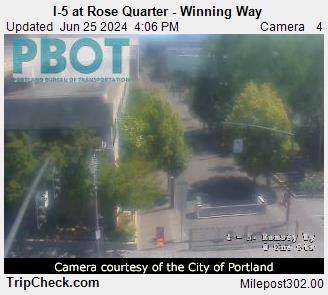 I-5 at Rose Quarter - Winning Way
Updated Jun 25 2024 4:06 PM Camera 4
PBOT
PORTLAND BUREAU OF TRANSPORTATION
Camera courtesy of the City of Portland
TripCheck.com Milepost302.00